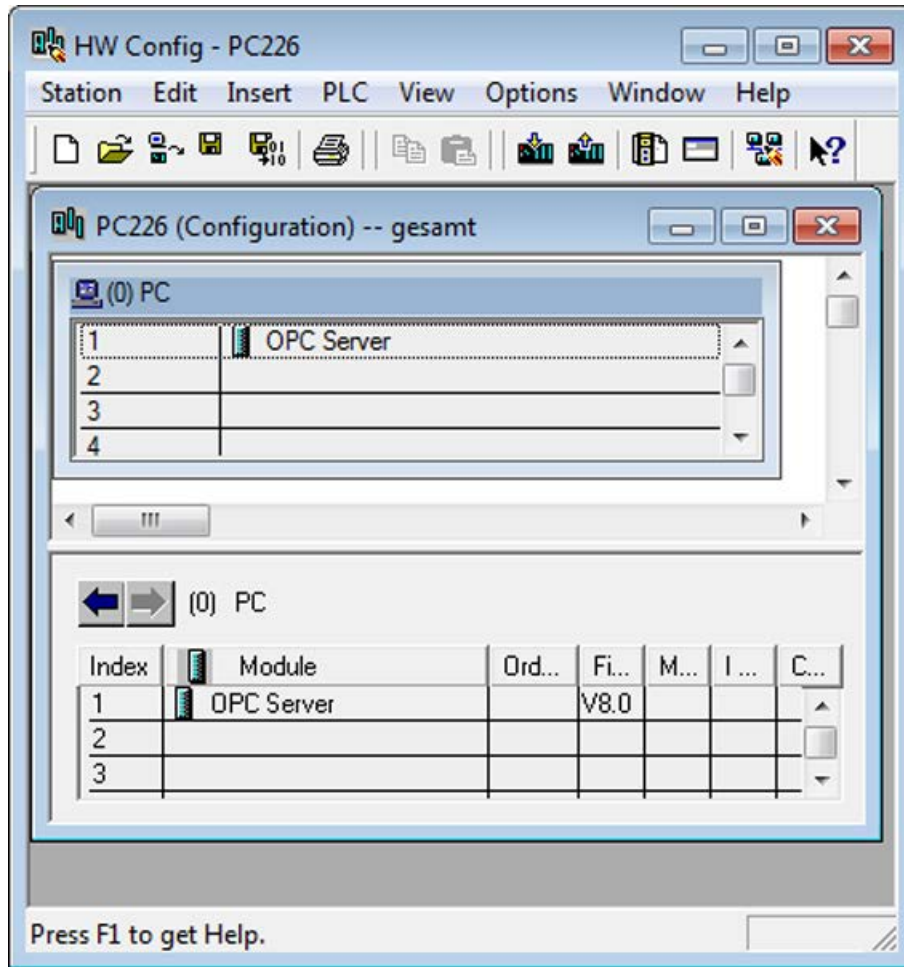 HW Config - PC226
Station Edit Insert PLC View Options Window Help
PC226 (Configuration) -- gesamt
(0) PC
1 OPC Server
2
3
4
(0) PC
Index Module Ord... Fi... M... I ... C...
1 OPC Server V8.0
2
3
Press F1 to get Help.